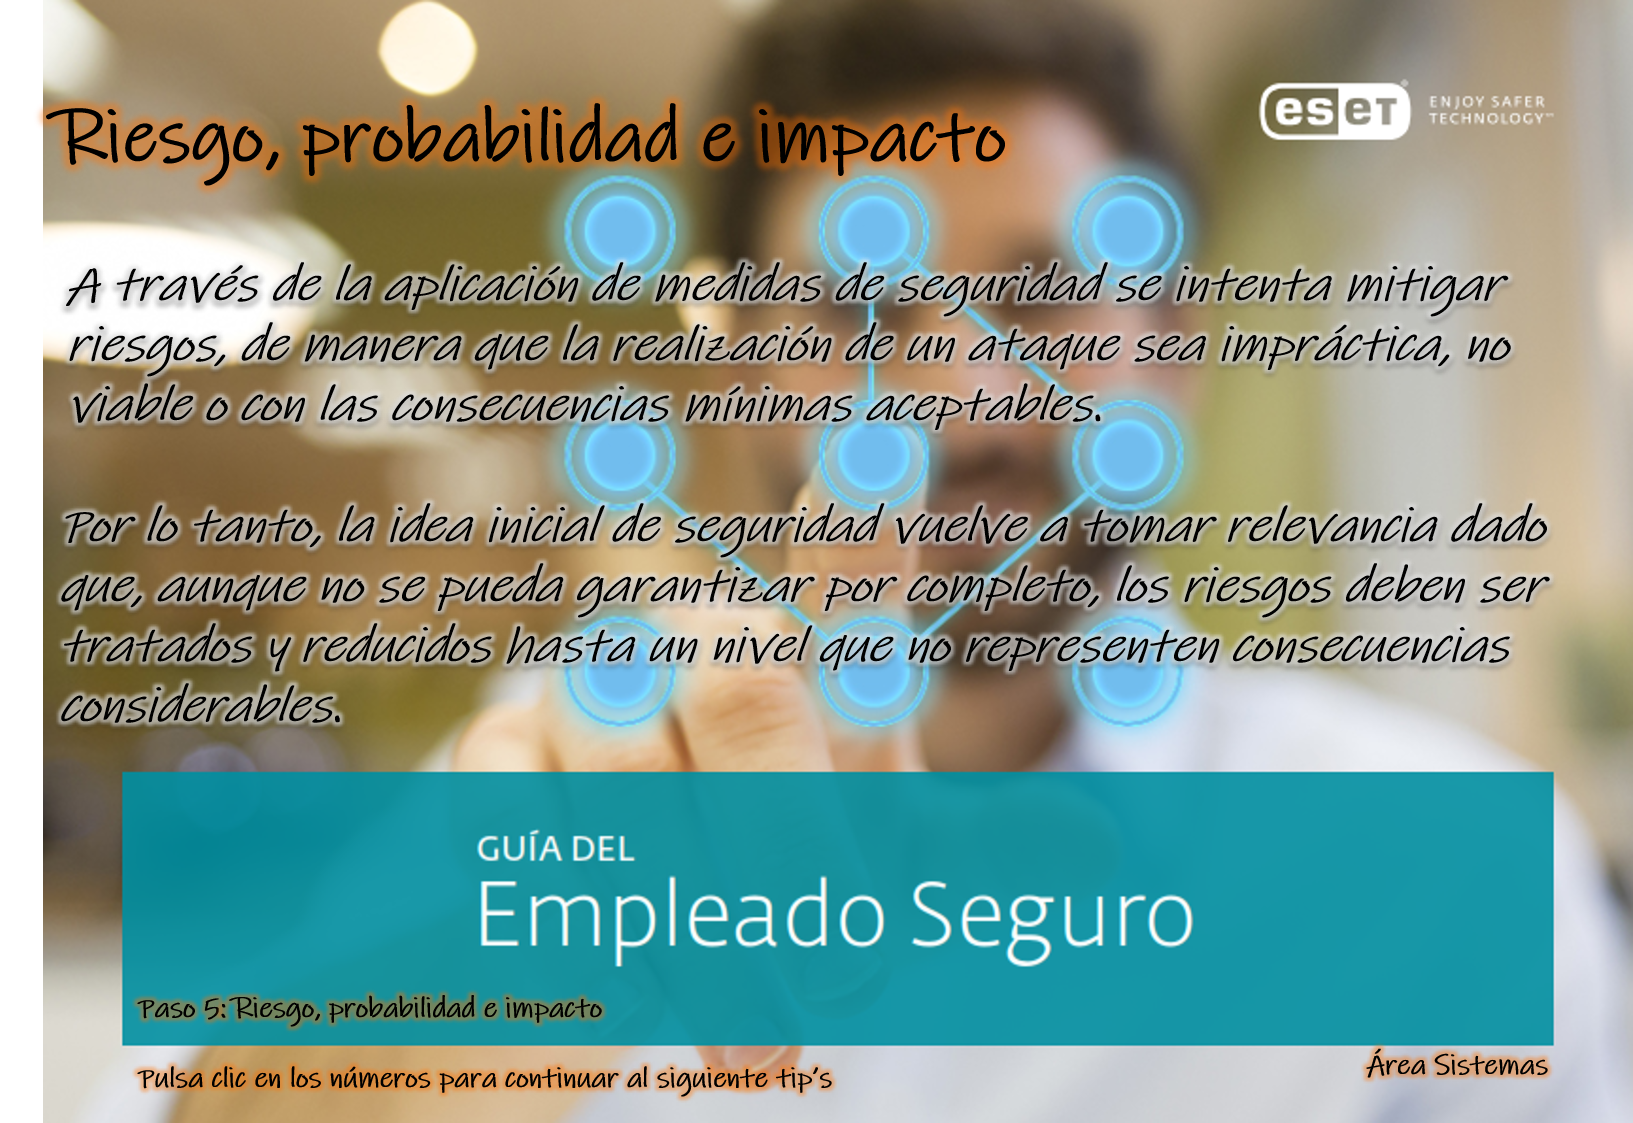 eseT® ENJOY SAFER
TECHNOLOGY™
Riesgo, probabilidad e impacto
A través de la aplicación de medidas de seguridad se intenta mitigar
riesgos, de manera que la realización de un ataque sea impráctica, no
viable o con las consecuencias mínimas aceptables.
Por lo tanto, la idea inicial de seguridad vuelve a tomar relevancia dado
que, aunque no se pueda garantizar por completo, los riesgos deben ser
tratados y reducidos hasta un nivel que no representen consecuencias
considerables.
GUÍA DEL
Empleado Seguro
Paso 5: Riesgo, probabilidad e impacto
Pulsa clic en los números para continuar al siguiente tip's
Área Sistemas